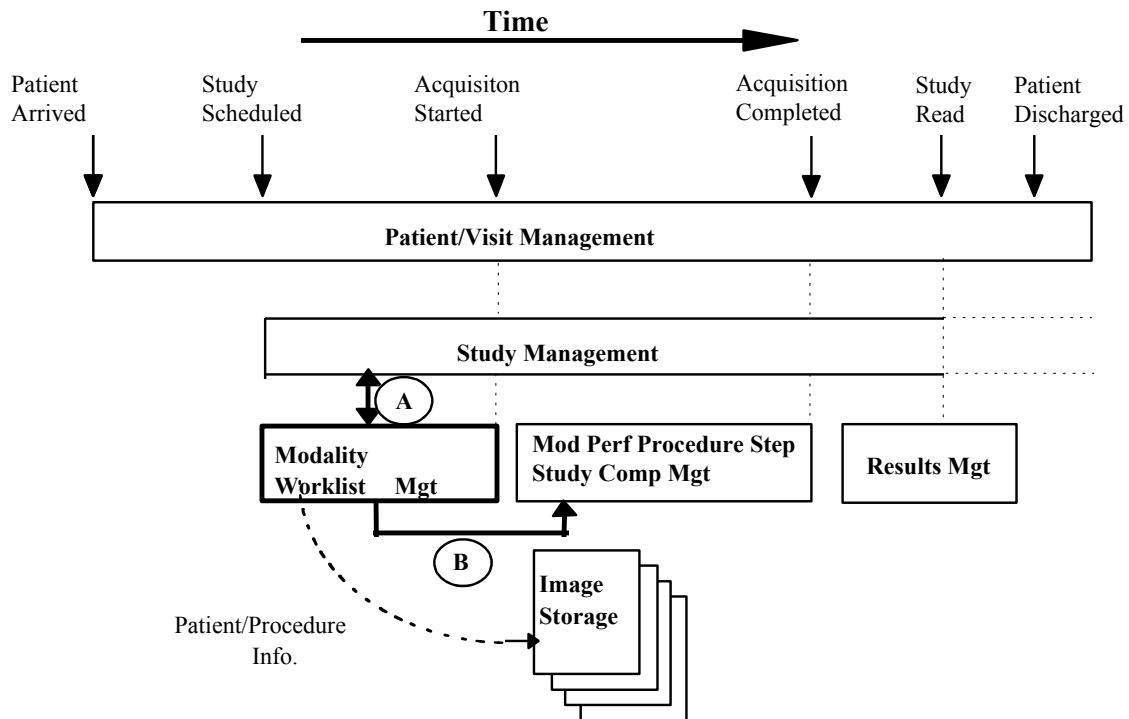 Time
Patient
Arrived
Study
Scheduled
Acquisiton
Started
Acquisition
Completed
Study
Read
Patient
Discharged
Patient/Visit Management
Study Management
A
Modality
Worklist Mgt
Mod Perf Procedure Step
Study Comp Mgt
Results Mgt
B
Image
Storage
Patient/Procedure
Info.